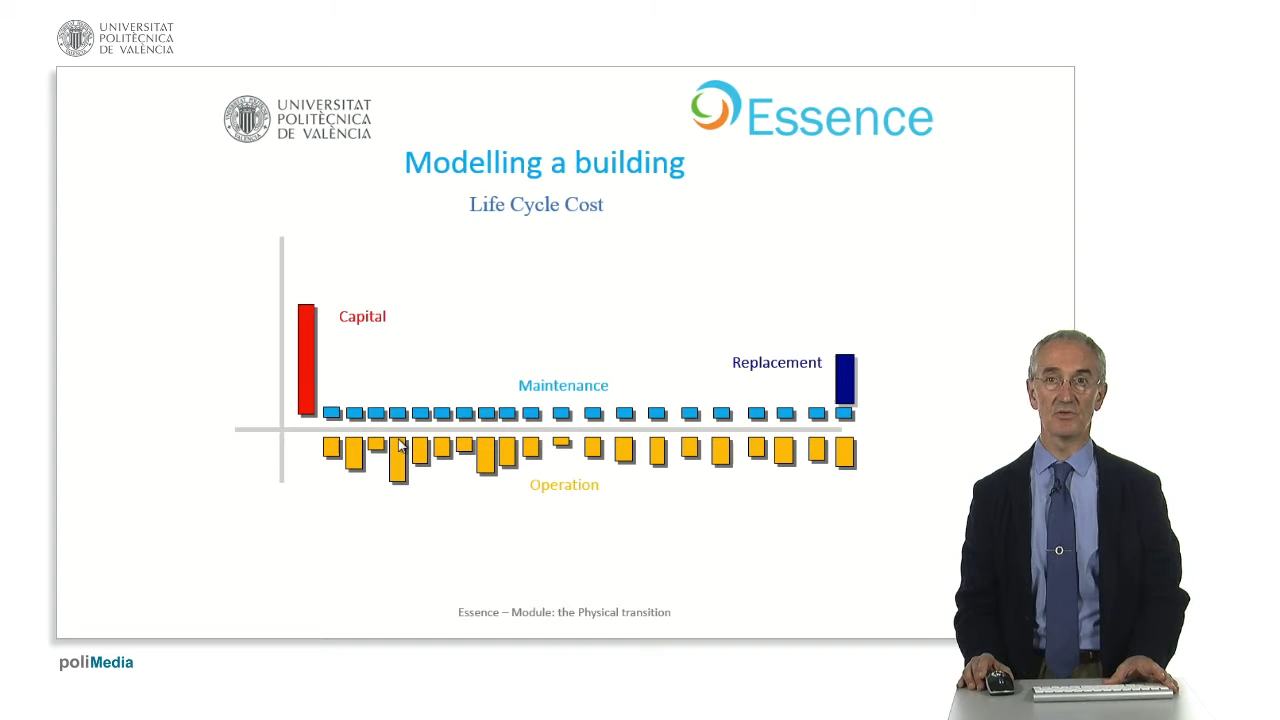 UNIVERSITAT
POLITÈCNICA
DE VALÈNCIA
UNIVERSITAT
POLITÈCNICA
DE VALÈNCIA
Essence
Modelling a building
Life Cycle Cost
Capital
Replacement
Maintenance
Operation
Essence – Module: the Physical transition
poliMedia